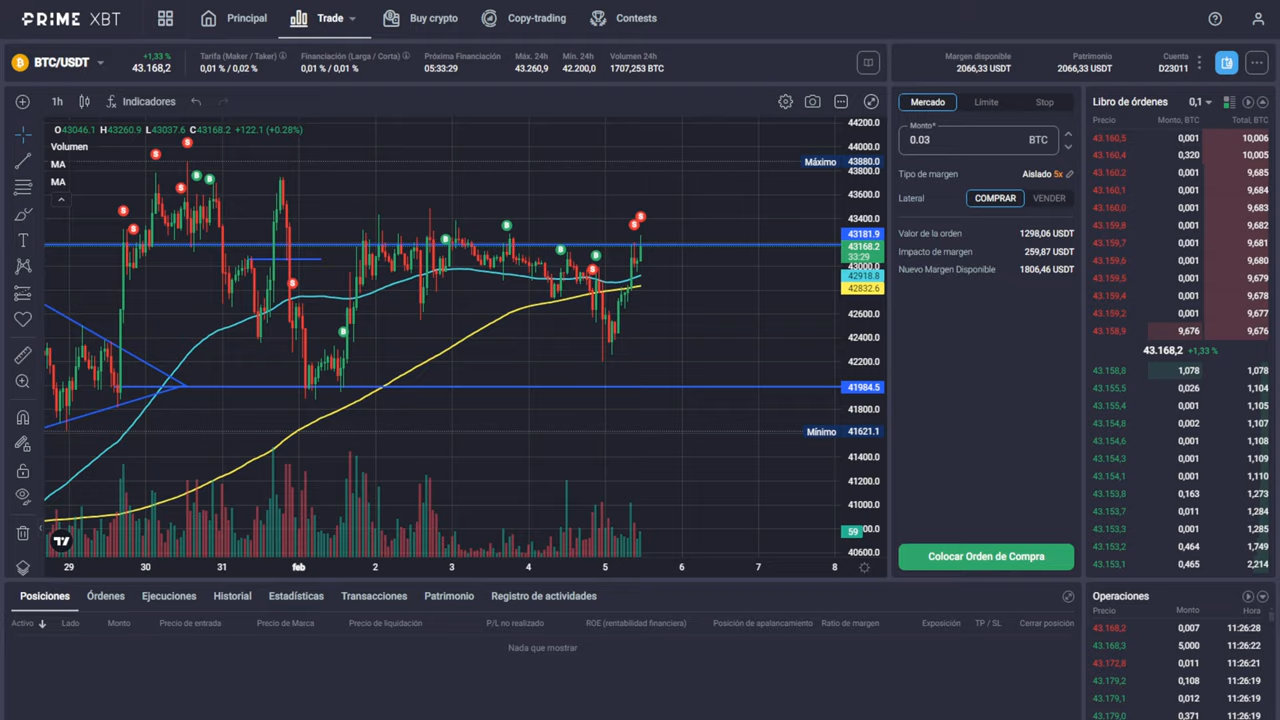 PRIME XBT
Principal
Trade
Buy crypto
Copy-trading
Contests
BTC/USDT
+1,33 %
43.168,2
Tarifa (Maker / Taker)
0,01 % / 0,02 %
Financiación (Larga / Corta)
0,01 % / 0,01 %
Próxima Financiación
05:33:29
Máx. 24h
43.260,9
Mín. 24h
42.200,0
Volumen 24h
1707,253 BTC
Margen disponible
2066,33 USDT
Patrimonio
2066,33 USDT
Cuenta
D23011
1h
Indicadores
O43046.1 H43260.9 L43037.6 C43168.2 +122.1 (+0.28%)
Volumen
MA
MA
44200.0
44000.0
Máximo 43880.0
43800.0
43400.0
43181.9
43168.2
33:29
43000.0
42918.8
42832.6
42600.0
42400.0
42200.0
41984.5
41800.0
Mínimo 41621.1
41400.0
41200.0
41000.0
59
40600.0
29 30 31 feb 2 3 4 5 6 7 8
Mercado
Límite
Stop
Monto*
0.03 BTC
Tipo de margen Aislado 5x
Lateral COMPRAR VENDER
Valor de la orden 1298,06 USDT
Impacto de margen 259,87 USDT
Nuevo Margen Disponible 1806,46 USDT
Colocar Orden de Compra
Libro de órdenes 0,1
Precio Monto, BTC Total, BTC
43.160,5 0,001 10,006
43.160,4 0,320 10,005
43.160,2 0,001 9,685
43.160,1 0,001 9,684
43.160,0 0,001 9,683
43.159,8 0,001 9,682
43.159,7 0,001 9,681
43.159,6 0,001 9,680
43.159,5 0,001 9,679
43.159,4 0,001 9,678
43.159,2 0,001 9,677
43.158,9 9,676 9,676
43.168,2 +1,33 %
43.158,8 1,078 1,078
43.155,5 0,026 1,104
43.155,4 0,001 1,105
43.154,8 0,002 1,107
43.154,6 0,001 1,108
43.154,3 0,001 1,109
43.154,1 0,001 1,110
43.153,8 0,163 1,273
43.153,7 0,011 1,284
43.153,3 0,001 1,285
43.153,2 0,464 1,749
43.153,1 0,465 2,214
Posiciones
Órdenes
Ejecuciones
Historial
Estadísticas
Transacciones
Patrimonio
Registro de actividades
Activo
Lado
Monto
Precio de entrada
Precio de Marca
Precio de liquidación
P/L no realizado
ROE (rentabilidad financiera)
Posición de apalancamiento
Ratio de margen
Exposición
TP / SL
Cerrar posición
Nada que mostrar
Operaciones
Precio Monto Hora
43.168,2 0,007 11:26:28
43.168,3 5,000 11:26:22
43.172,8 0,011 11:26:21
43.179,2 0,108 11:26:19
43.179,1 0,012 11:26:19
43.179,0 0,371 11:26:19